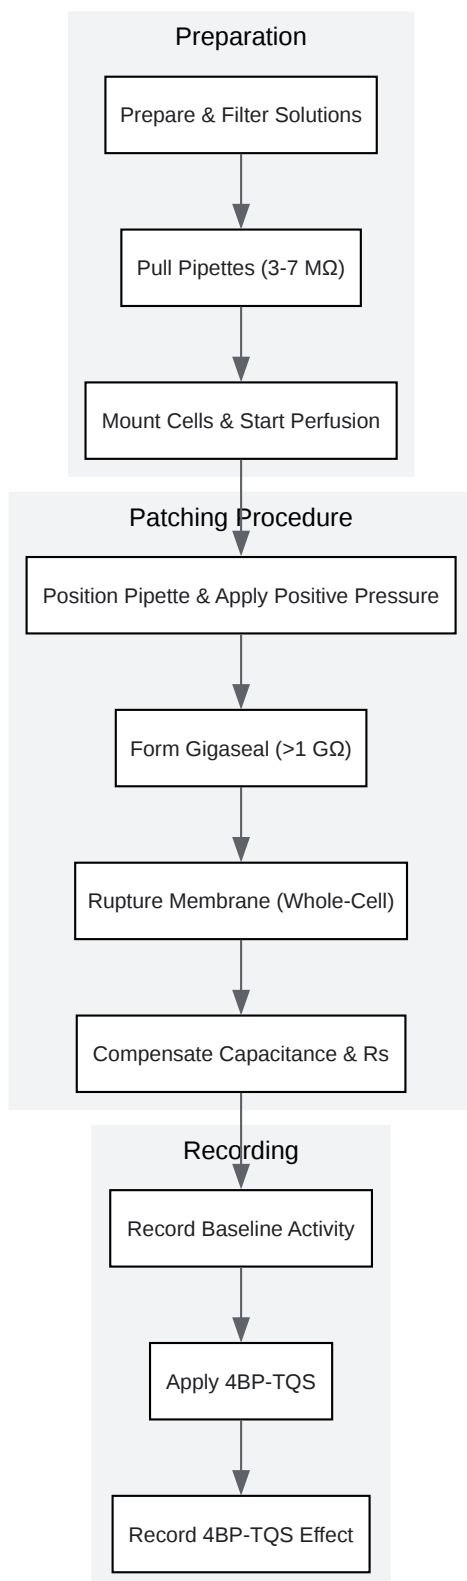 Preparation
Prepare & Filter Solutions
Pull Pipettes (3-7 MΩ)
Mount Cells & Start Perfusion
Patching Procedure
Position Pipette & Apply Positive Pressure
Form Gigaseal (>1 GΩ)
Rupture Membrane (Whole-Cell)
Compensate Capacitance & Rs
Recording
Record Baseline Activity
Apply 4BP-TQS
Record 4BP-TQS Effect